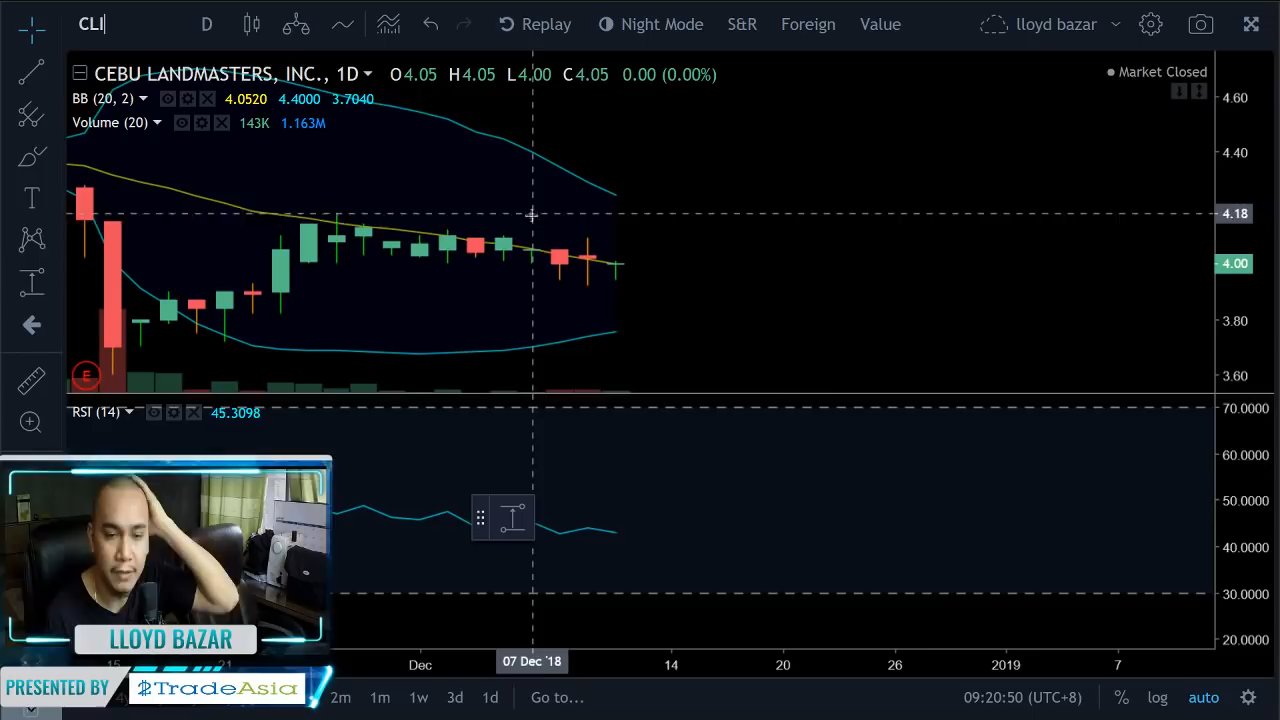 CLI D Replay Night Mode S&R Foreign Value lloyd bazar
CEBU LANDMASTERS, INC., 1D O4.05 H4.05 L4.00 C4.05 0.00 (0.00%)
Market Closed
BB (20, 2) 4.0520 4.4000 3.7040
Volume (20) 143K 1.163M
4.60
4.40
4.18
4.00
3.80
3.60
E
RSI (14) 45.3098
70.0000
60.0000
50.0000
40.0000
30.0000
20.0000
LLOYD BAZAR
15 21 Dec 07 Dec '18 14 20 26 2019 7
PRESENTED BY TradeAsia
2m 1m 1w 3d 1d Go to... 09:20:50 (UTC+8) % log auto